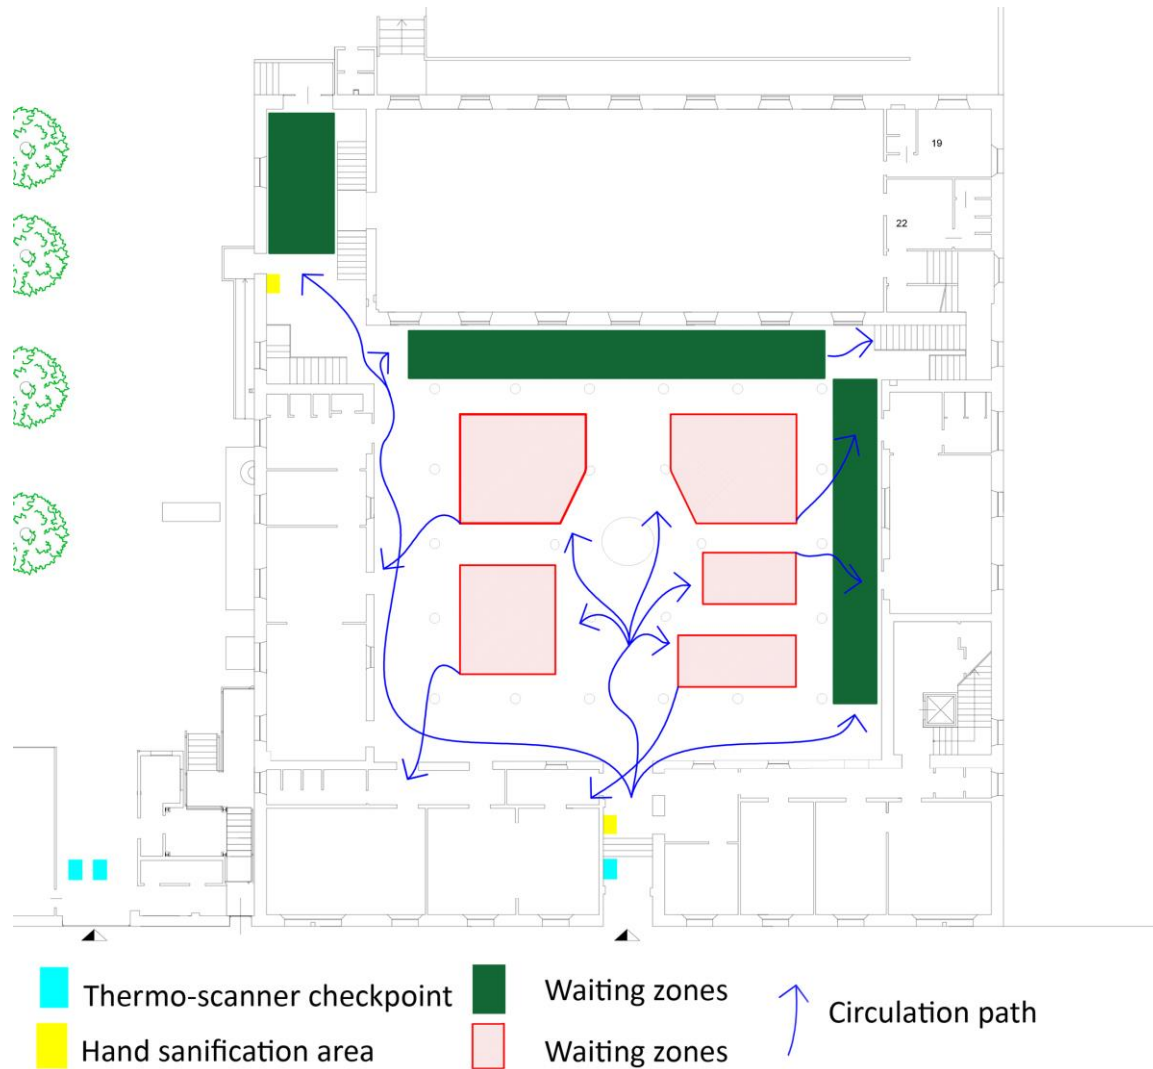 19
22
Thermo-scanner checkpoint
Waiting zones
Circulation path
Hand sanification area
Waiting zones